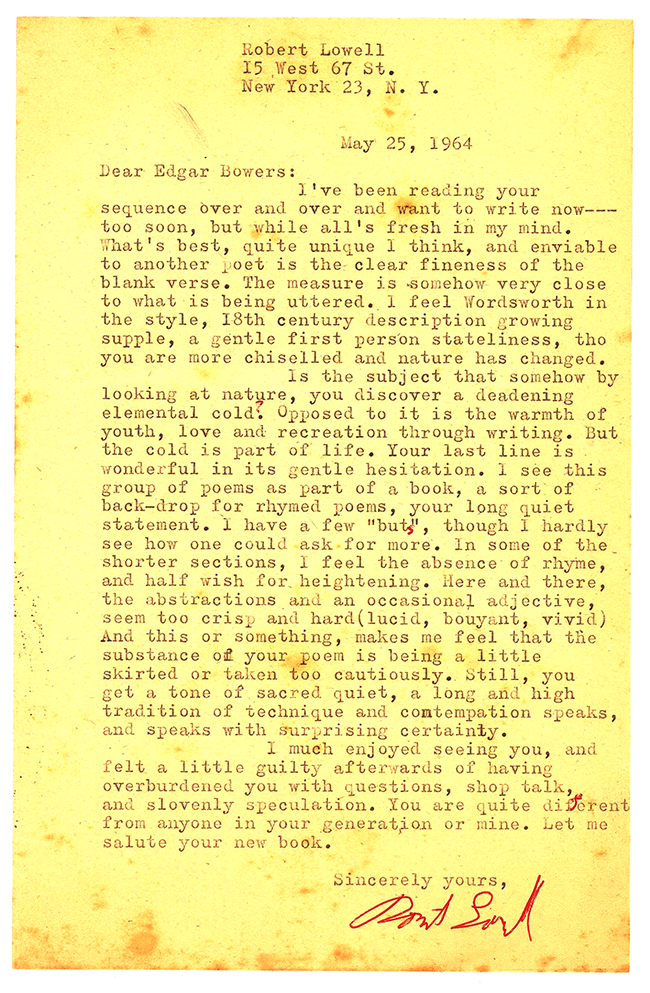 Robert Lowell
15 West 67 St.
New York 23, N. Y.
May 25, 1964
Dear Edgar Bowers:
I've been reading your
sequence over and over and want to write now---
too soon, but while all's fresh in my mind.
What's best, quite unique I think, and enviable
to another poet is the clear fineness of the
blank verse. The measure is somehow very close
to what is being uttered. I feel Wordsworth in
the style, 18th century description growing
supple, a gentle first person stateliness, tho
you are more chiselled and nature has changed.
Is the subject that somehow by
looking at nature, you discover a deadening
elemental cold? Opposed to it is the warmth of
youth, love and recreation through writing. But
the cold is part of life. Your last line is
wonderful in its gentle hesitation. I see this
group of poems as part of a book, a sort of
back-drop for rhymed poems, your long quiet
statement. I have a few "buts", though I hardly
see how one could ask for more. In some of the
shorter sections, I feel the absence of rhyme,
and half wish for heightening. Here and there,
the abstractions and an occasional adjective,
seem too crisp and hard(lucid, bouyant, vivid)
And this or something, makes me feel that the
substance of your poem is being a little
skirted or taken too cautiously. Still, you
get a tone of sacred quiet, a long and high
tradition of technique and contempation speaks,
and speaks with surprising certainty.
I much enjoyed seeing you, and
felt a little guilty afterwards of having
overburdened you with questions, shop talk,
and slovenly speculation. You are quite different
from anyone in your generation or mine. Let me
salute your new book.
Sincerely yours,
Robert Lowell